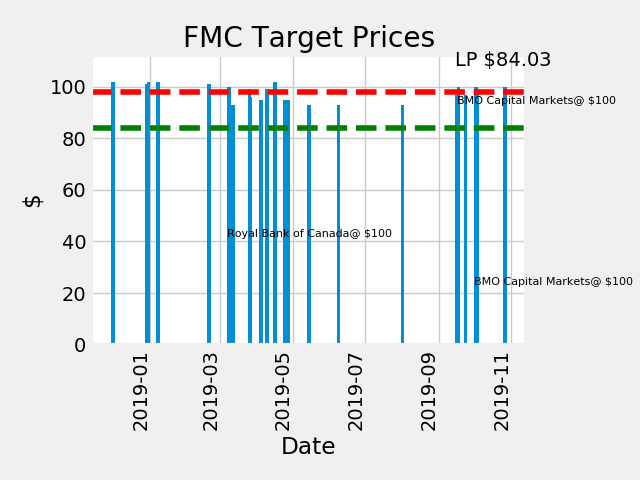 FMC Target Prices
LP $84.03
100
BMO Capital Markets@ $100
80
60
$
40
Royal Bank of Canada@ $100
20
BMO Capital Markets@ $100
0
2019-01
2019-03
2019-05
2019-07
2019-09
2019-11
Date